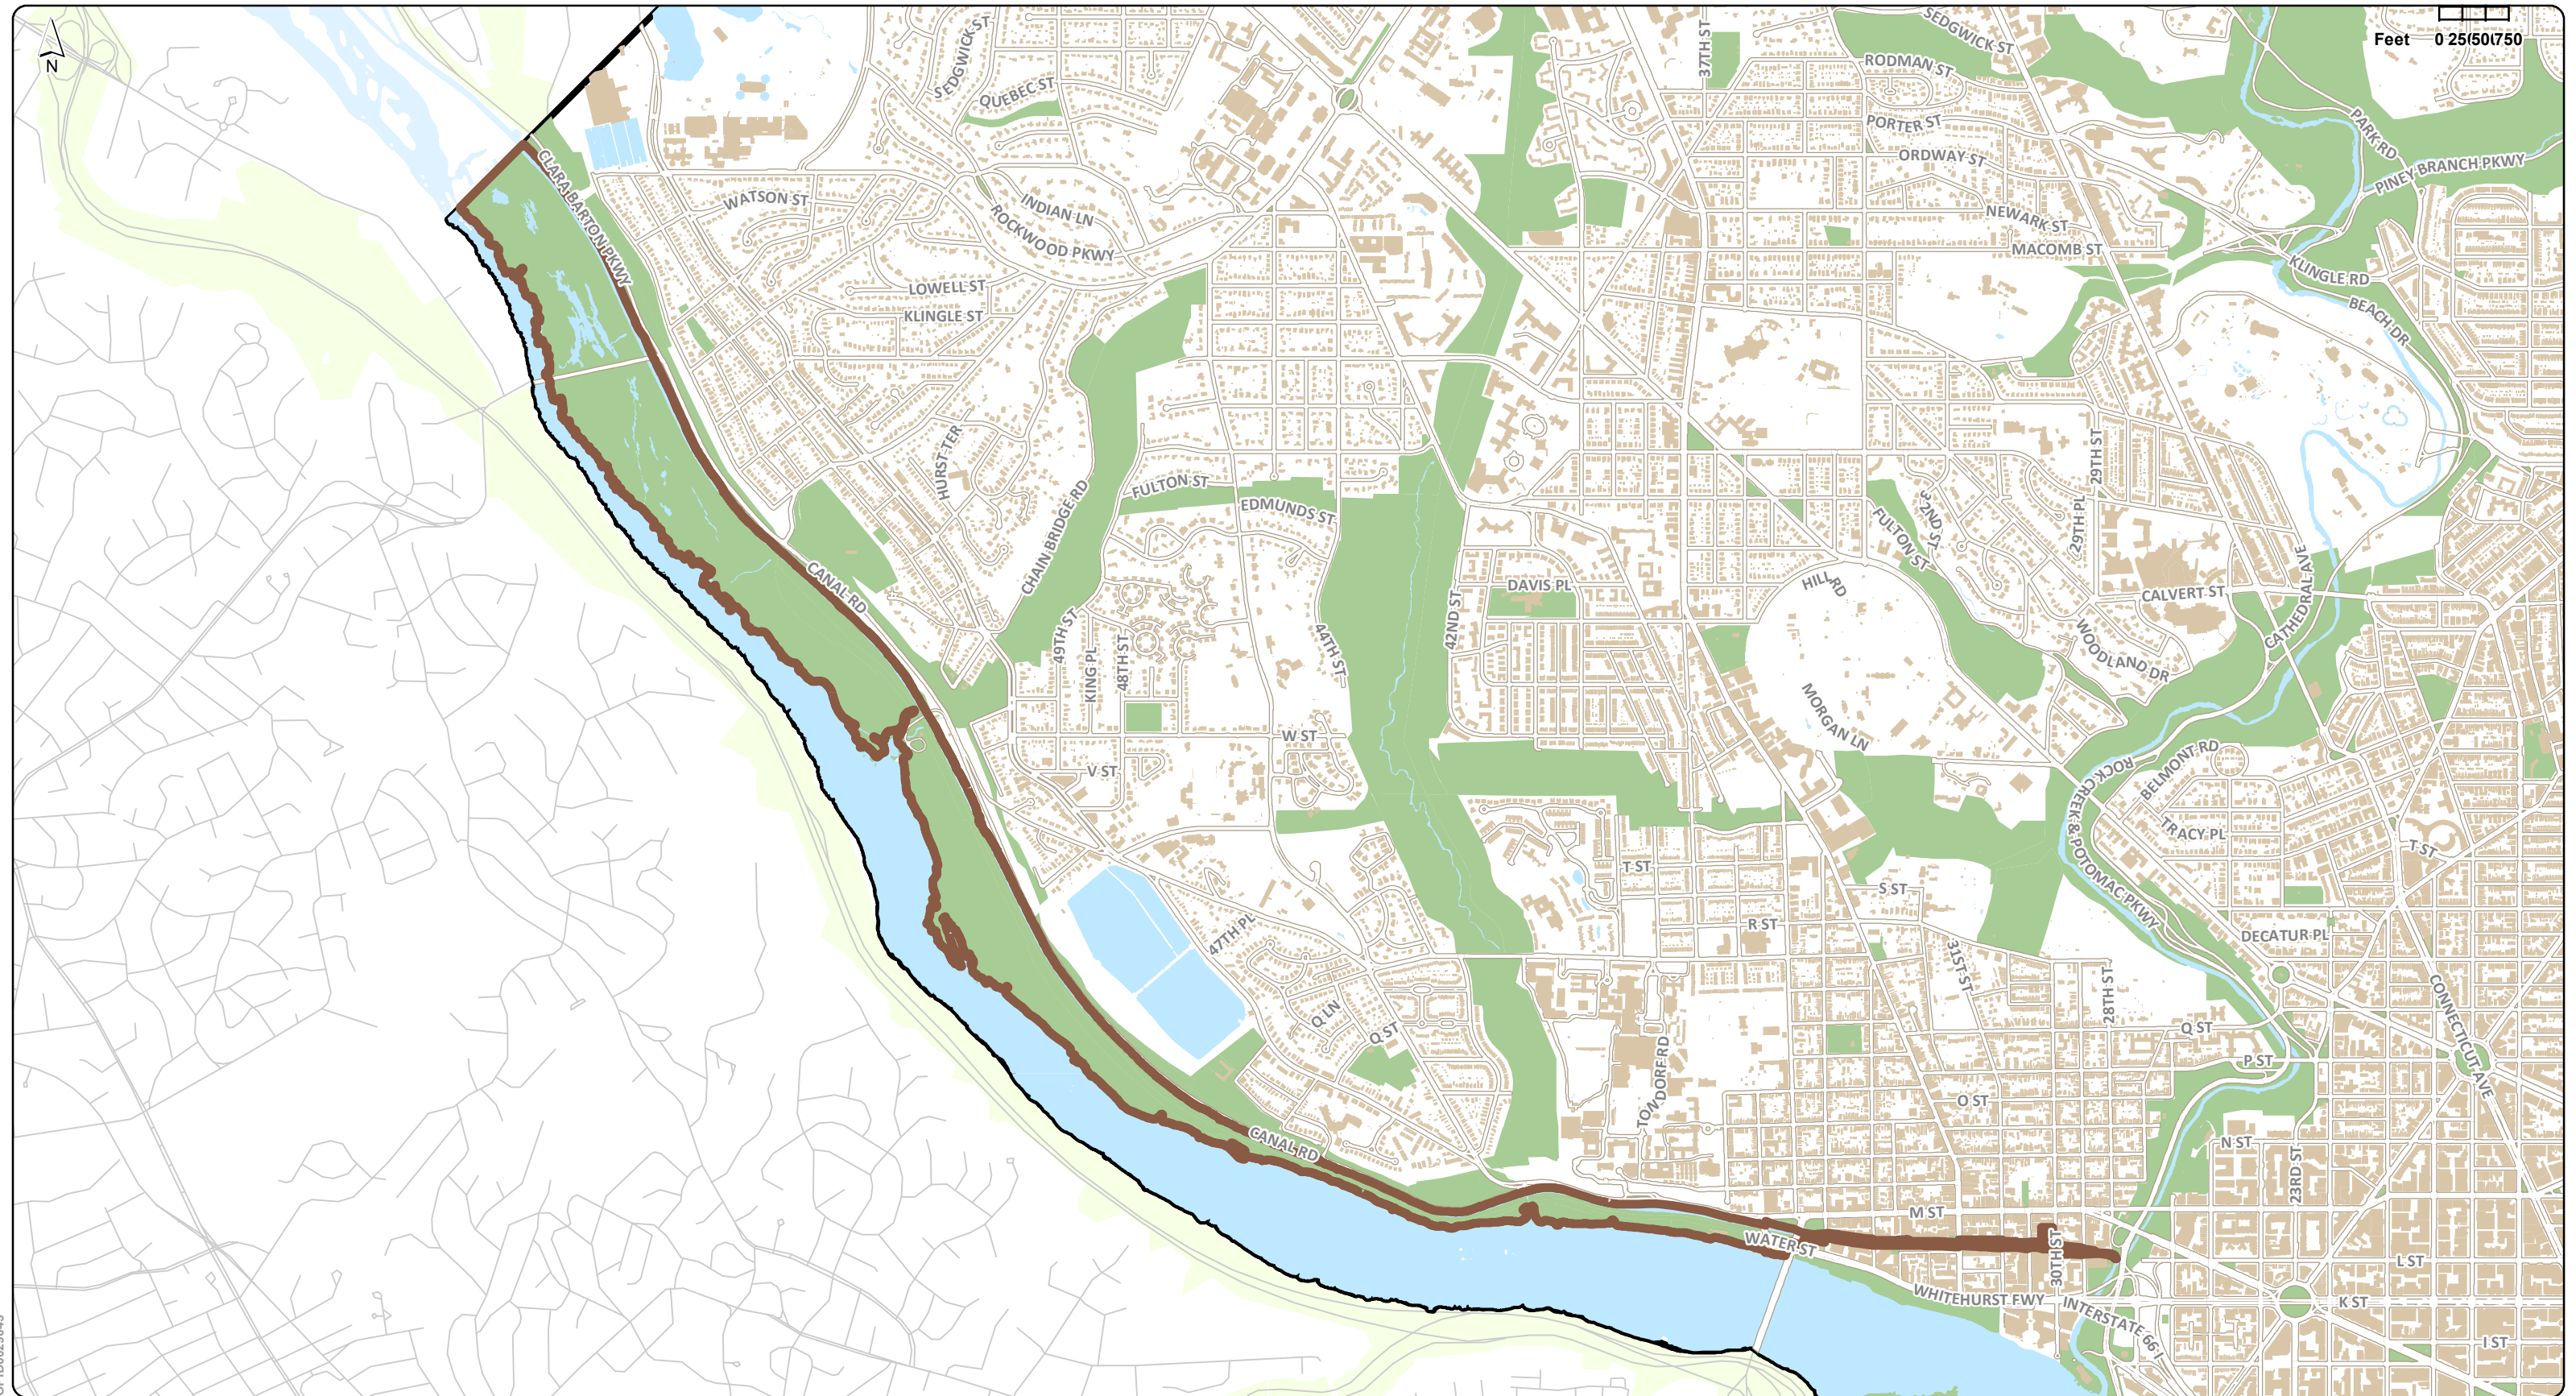 SEDGWICK ST
SEDGWICK ST
37TH ST
Feet 0 250 500 750
N
RODMAN ST
QUEBEC ST
PORTER ST
PARK RD
ORDWAY ST
PINEY BRANCH PKWY
CLARA BARTON PKWY
WATSON ST
INDIAN LN
ROCKWOOD PKWY
NEWARK ST
MACOMB ST
KLINGLE RD
LOWELL ST
KLINGLE ST
BEACH DR
HURST TER
29TH ST
FULTON ST
EDMUNDS ST
CHAIN BRIDGE RD
32ND ST
FULTON ST
29TH PL
CANAL RD
DAVIS PL
HILL RD
CALVERT ST
CATHEDRAL AVE
49TH ST
KING PL
48TH ST
44TH ST
42ND ST
WOODLAND DR
MORGAN LN
W ST
V ST
BELMONT RD
ROCK CREEK & POTOMAC PKWY
TRACY PL
T ST
T ST
S ST
47TH PL
R ST
31ST ST
DECATUR PL
28TH ST
CONNECTICUT AVE
Q LN
Q ST
Q ST
P ST
TONDORF RD
O ST
CANAL RD
N ST
23RD ST
M ST
WATER ST
30TH ST
L ST
WHITEHURST FWY
K ST
INTERSTATE 66 I
I ST